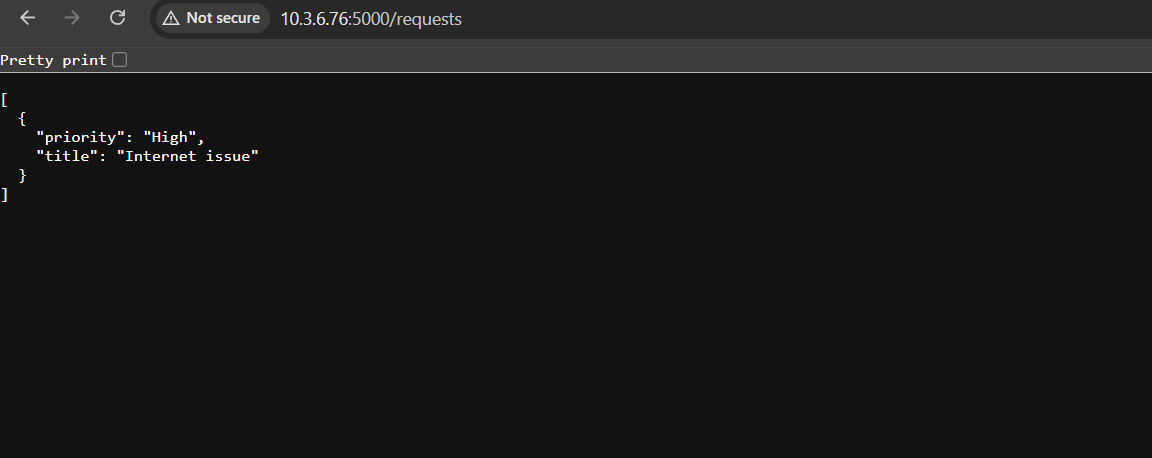 Not secure 10.3.6.76:5000/requests
Pretty print
[
  {
    "priority": "High",
    "title": "Internet issue"
  }
]